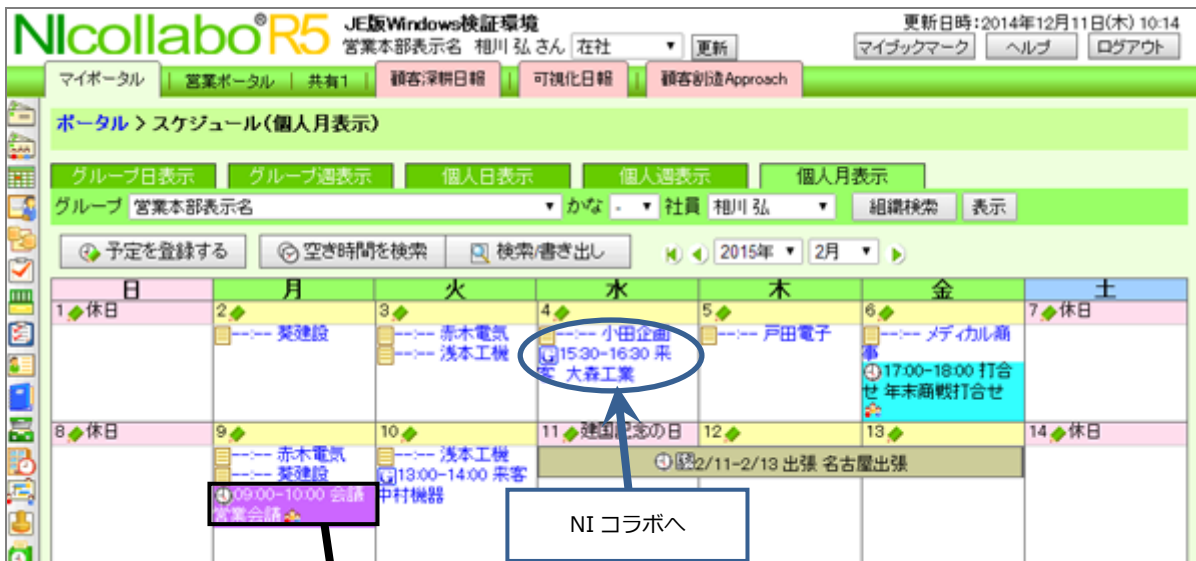 NIcollabo®R5 JE版Windows検証環境 更新日時:2014年12月11日(木) 10:14
営業本部表示名 相川 弘 さん 在社 ▼ 更新 マイブックマーク ヘルプ ログアウト
マイポータル | 営業ポータル | 共有1 | 顧客深耕日報 | 可視化日報 | 顧客創造Approach
ポータル > スケジュール(個人月表示)
グループ日表示 グループ週表示 個人日表示 個人週表示 個人月表示
グループ 営業本部表示名 ▼ かな - ▼ 社員 相川 弘 ▼ 組織検索 表示
予定を登録する 空き時間を検索 検索/書き出し 2015年 ▼ 2月 ▼
日 月 火 水 木 金 土
1 休日 2 3 4 5 6 7 休日
--:-- 葵建設 --:-- 赤木電気 --:-- 小田企画 --:-- 戸田電子 --:-- メディカル商
--:-- 浅本工機 15:30-16:30 来 事
客 大森工業 17:00-18:00 打合
せ 年末商戦打合せ
8 休日 9 10 11 建国記念の日 12 13 14 休日
--:-- 赤木電気 --:-- 浅本工機 2/11-2/13 出張 名古屋出張
--:-- 葵建設 13:00-14:00 来客
09:00-10:00 会議 中村機器
営業会議
NI コラボへ